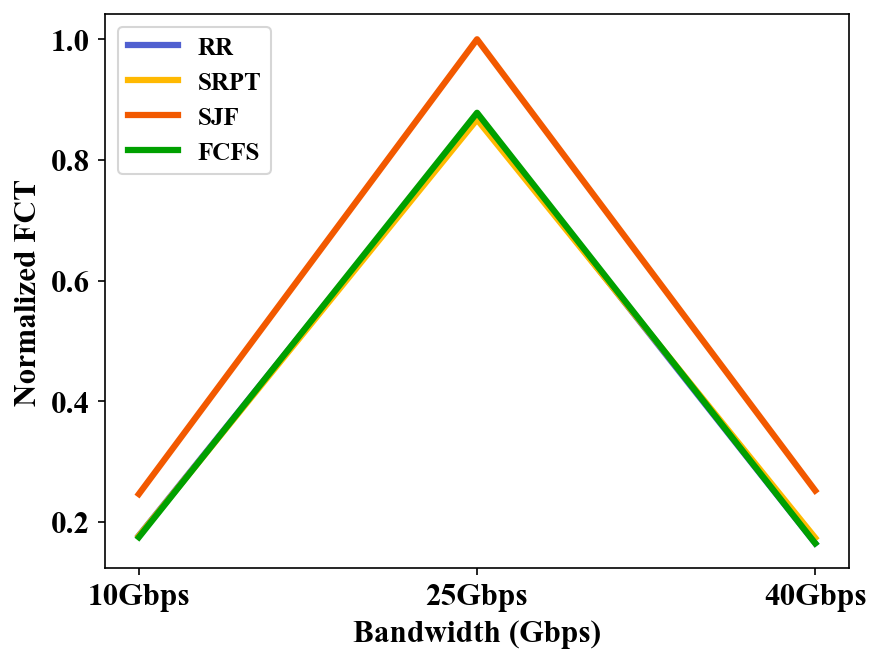 RR
SRPT
SJF
FCFS
Normalized FCT
1.0
0.8
0.6
0.4
0.2
10Gbps
25Gbps
40Gbps
Bandwidth (Gbps)